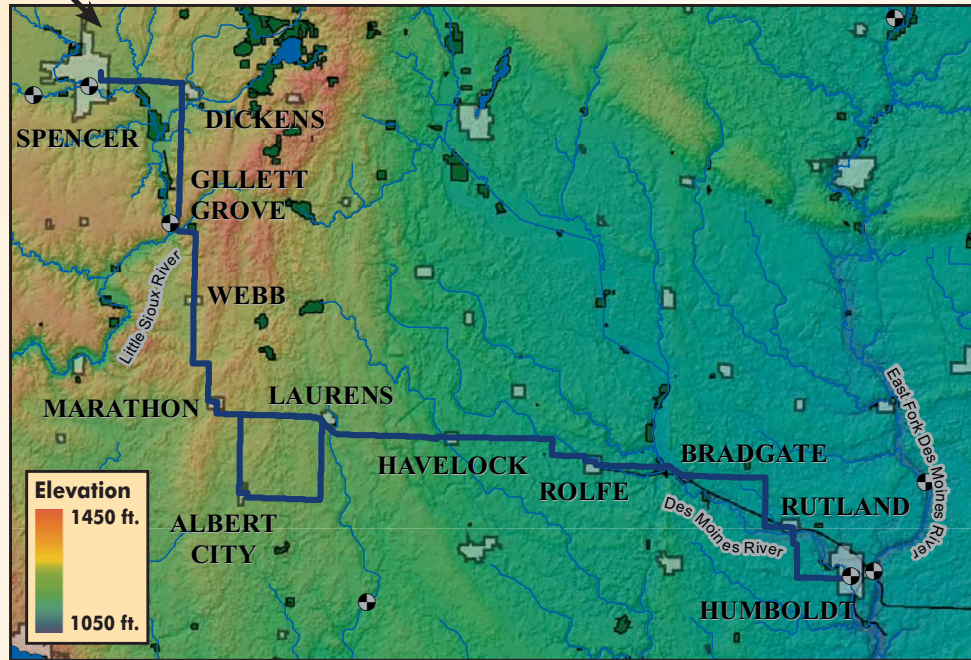 SPENCER
DICKENS
GILLETT
GROVE
Little Sioux River
WEBB
MARATHON
LAURENS
HAVELOCK
ALBERT
CITY
ROLFE
BRADGATE
RUTLAND
Des Moines River
East Fork Des Moines River
HUMBOLDT
Elevation
1450 ft.
1050 ft.